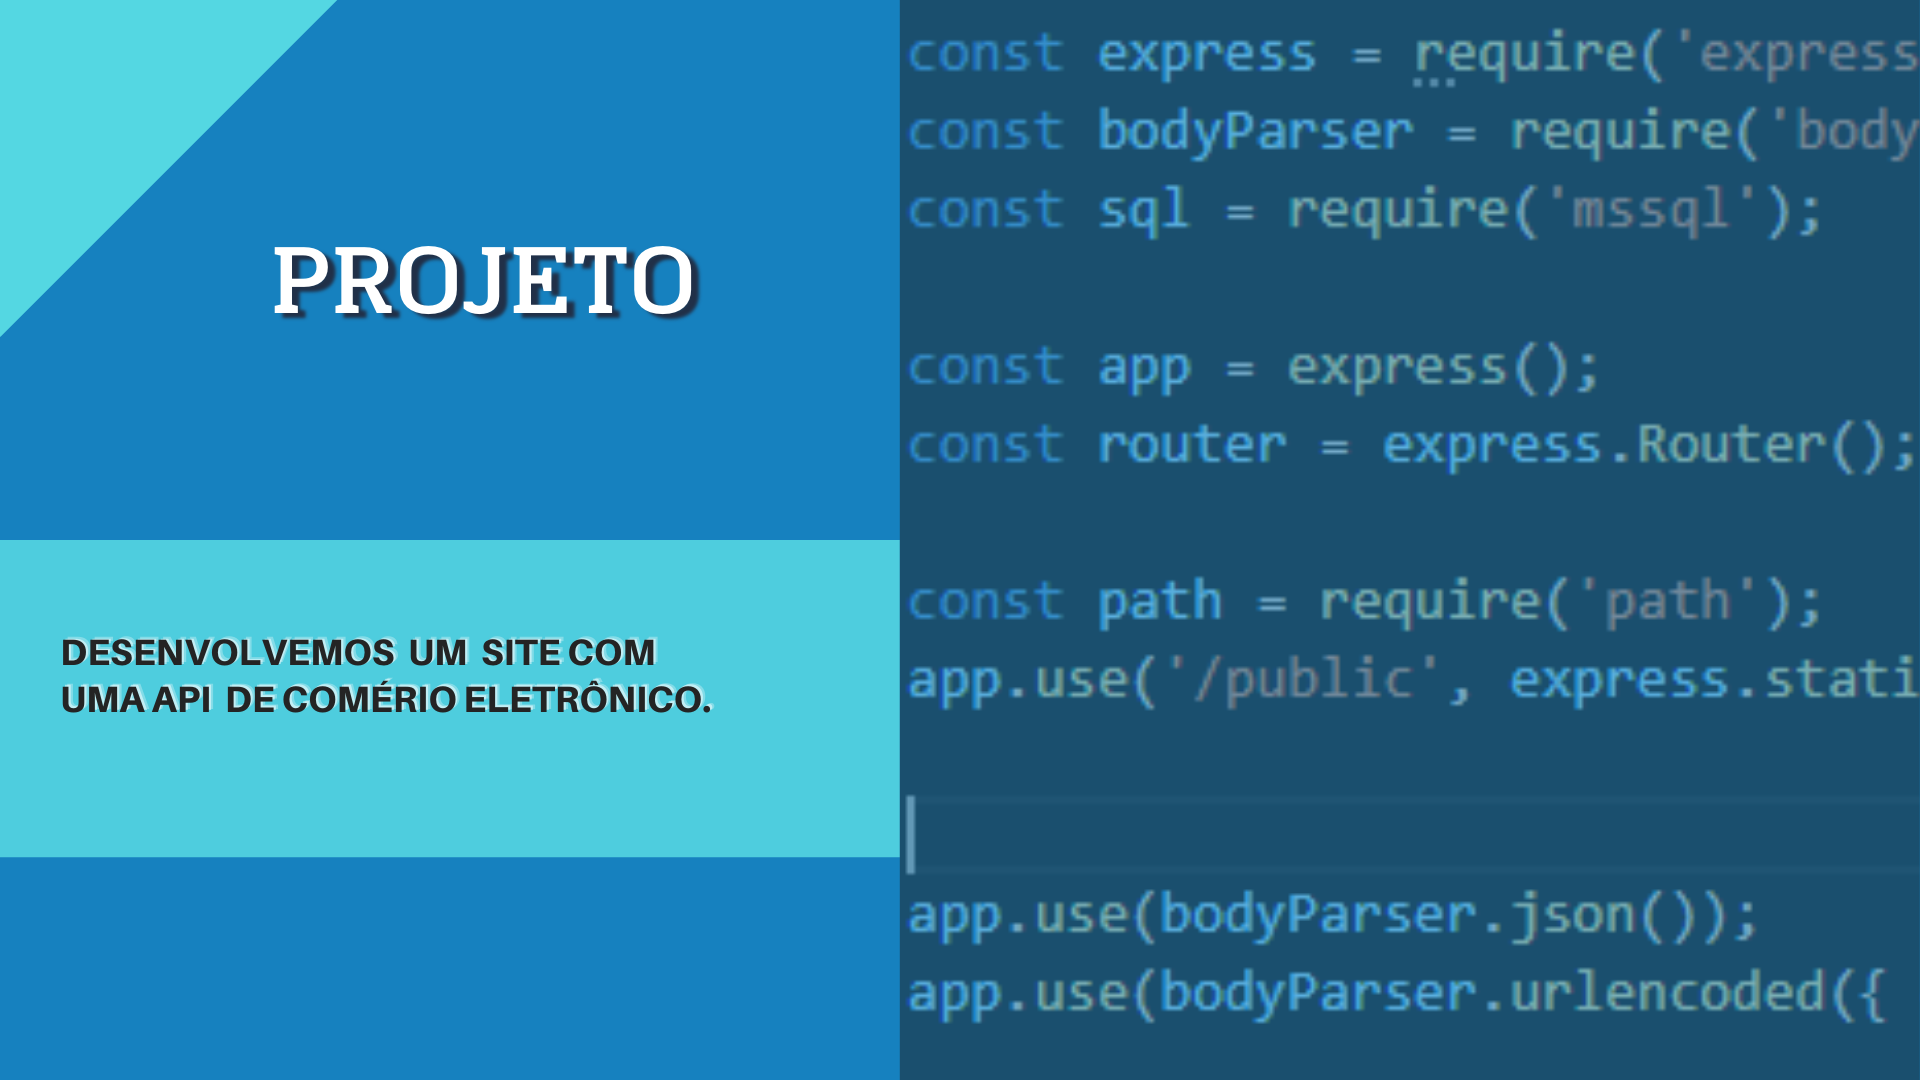 PROJETO
DESENVOLVEMOS UM SITE COM
UMA API DE COMÉRIO ELETRÔNICO.
const express = require('express
const bodyParser = require('body
const sql = require('mssql');
const app = express();
const router = express.Router();
const path = require('path');
app.use('/public', express.stati
app.use(bodyParser.json());
app.use(bodyParser.urlencoded({